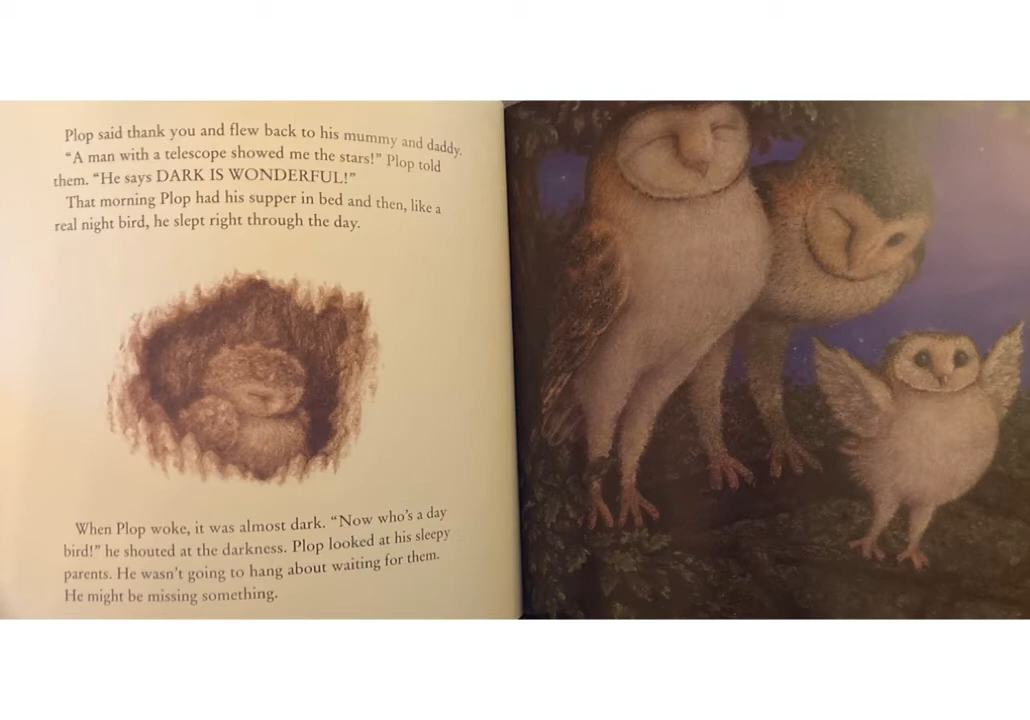 Plop said thank you and flew back to his mummy and daddy.
“A man with a telescope showed me the stars!” Plop told
them. “He says DARK IS WONDERFUL!”
That morning Plop had his supper in bed and then, like a
real night bird, he slept right through the day.
When Plop woke, it was almost dark. “Now who’s a day
bird!” he shouted at the darkness. Plop looked at his sleepy
parents. He wasn’t going to hang about waiting for them.
He might be missing something.